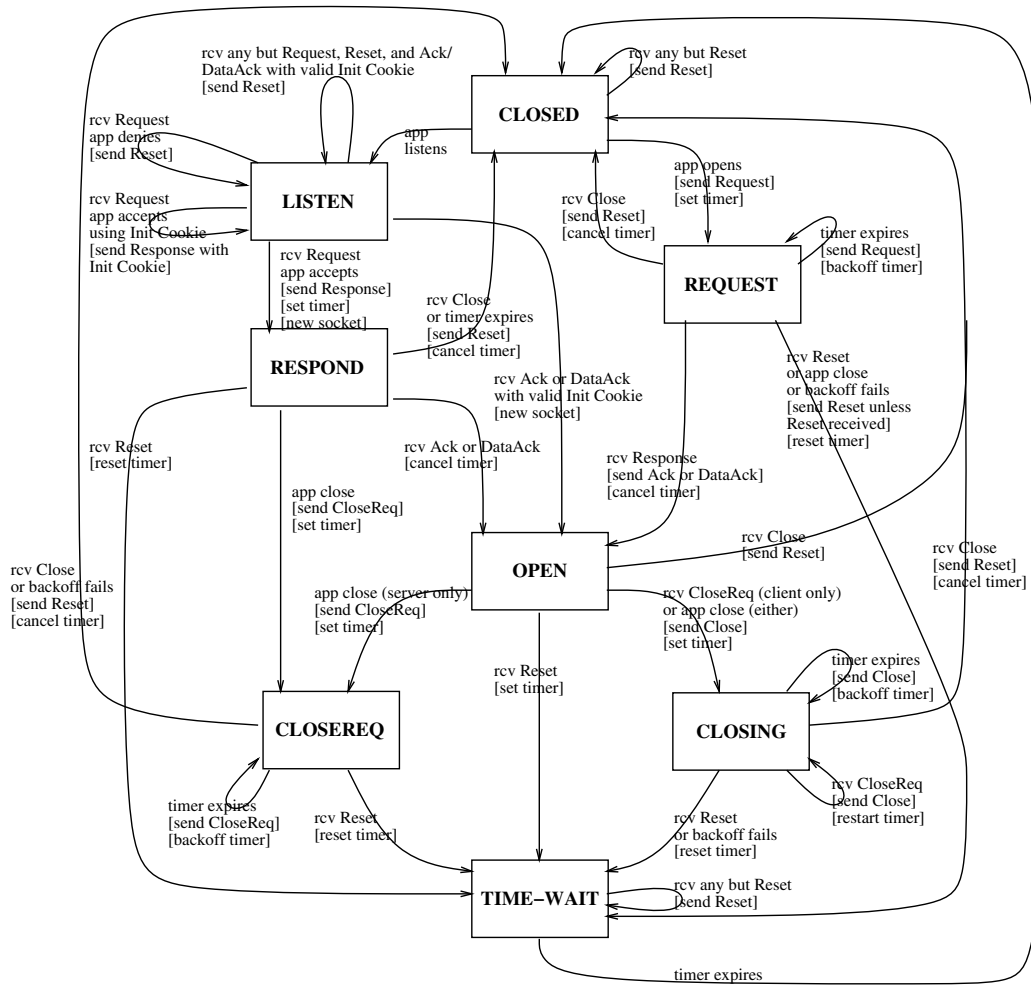 rcv any but Request, Reset, and Ack/
DataAck with valid Init Cookie
[send Reset]
rcv any but Reset
[send Reset]
CLOSED
rcv Request
app denies
[send Reset]
app
listens
LISTEN
rcv Request
app accepts
using Init Cookie
[send Response with
Init Cookie]
app opens
[send Request]
[set timer]
rcv Close
[send Reset]
[cancel timer]
timer expires
[send Request]
[backoff timer]
REQUEST
rcv Request
app accepts
[send Response]
[set timer]
[new socket]
rcv Close
or timer expires
[send Reset]
[cancel timer]
RESPOND
rcv Ack or DataAck
with valid Init Cookie
[new socket]
rcv Reset
or app close
or backoff fails
[send Reset unless
Reset received]
[reset timer]
rcv Reset
[reset timer]
rcv Ack or DataAck
[cancel timer]
rcv Response
[send Ack or DataAck]
[cancel timer]
app close
[send CloseReq]
[set timer]
OPEN
rcv Close
[send Reset]
rcv Close
[send Reset]
[cancel timer]
rcv Close
or backoff fails
[send Reset]
[cancel timer]
app close (server only)
[send CloseReq]
[set timer]
rcv CloseReq (client only)
or app close (either)
[send Close]
[set timer]
rcv Reset
[set timer]
timer expires
[send Close]
[backoff timer]
CLOSEREQ
CLOSING
timer expires
[send CloseReq]
[backoff timer]
rcv Reset
[reset timer]
rcv Reset
or backoff fails
[reset timer]
rcv CloseReq
[send Close]
[restart timer]
TIME−WAIT
rcv any but Reset
[send Reset]
timer expires